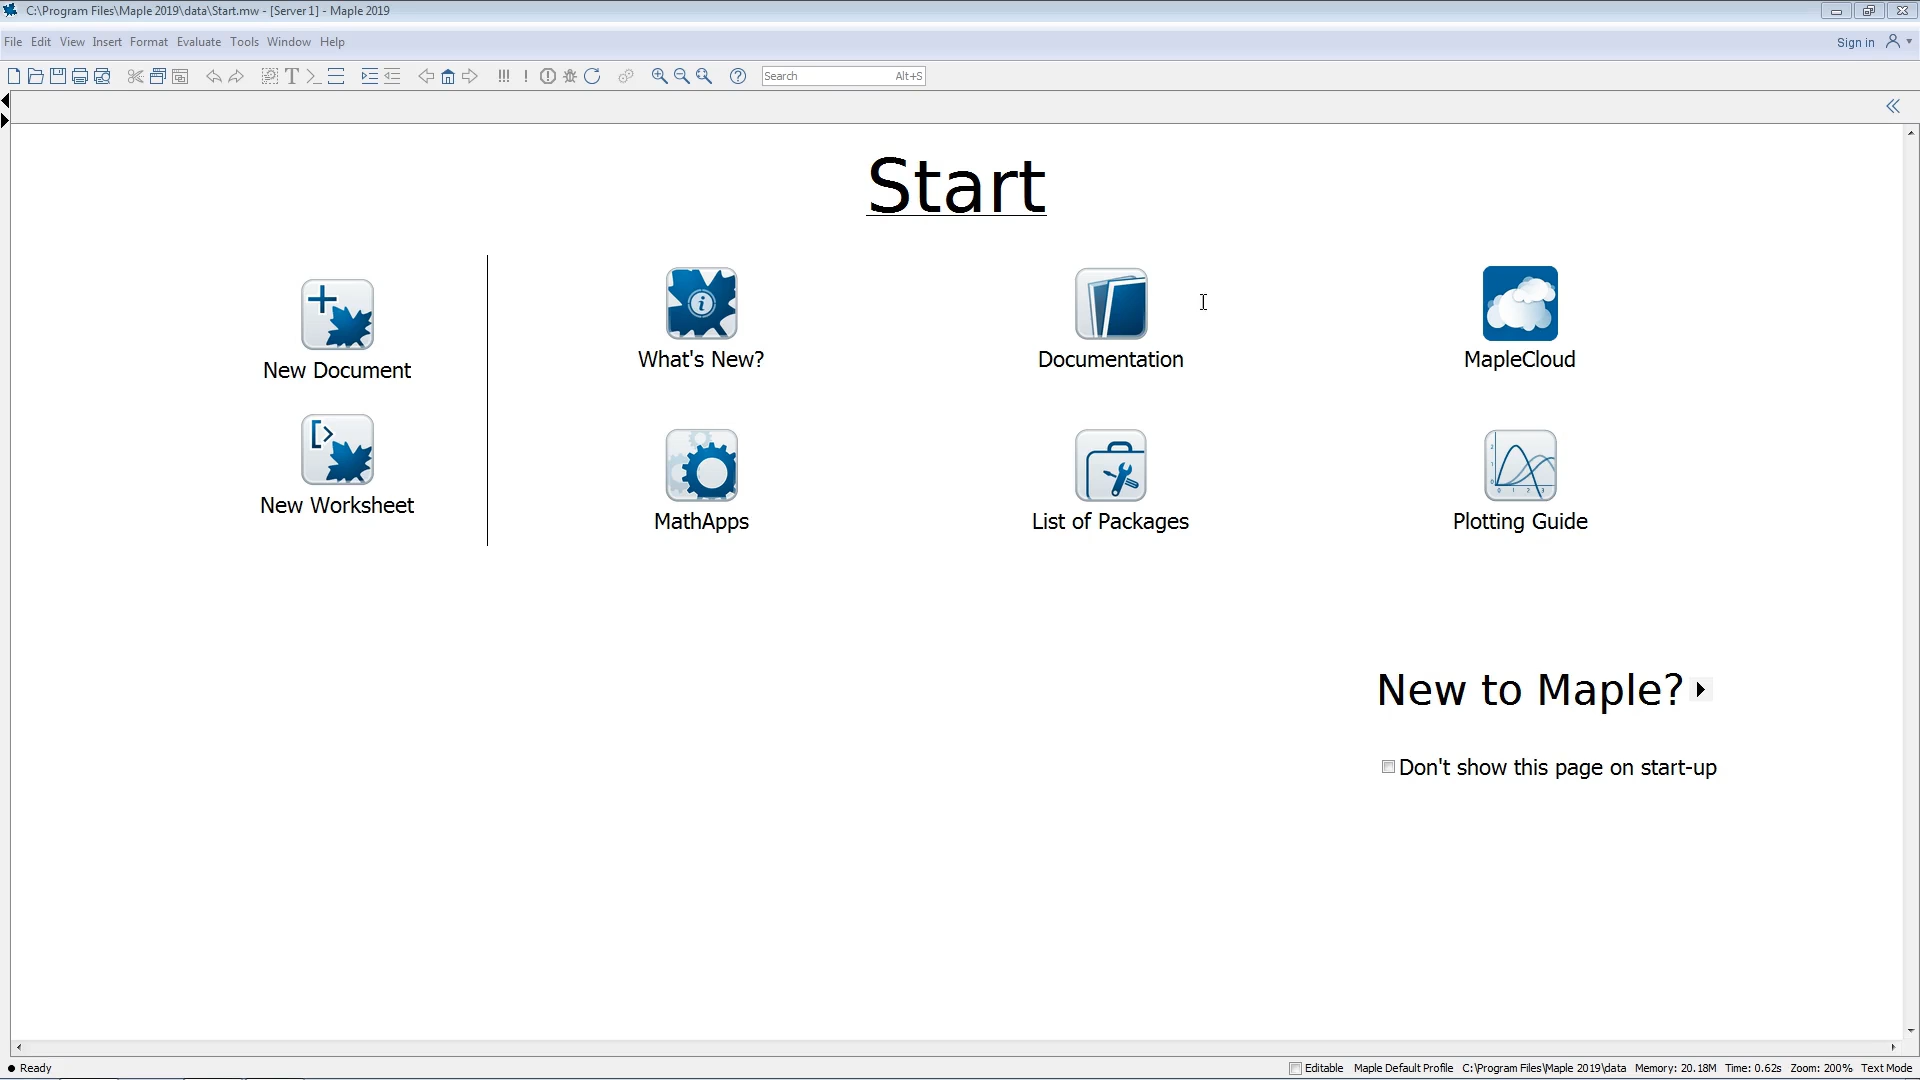 C:\Program Files\Maple 2019\data\Start.mw - [Server 1] - Maple 2019
File Edit View Insert Format Evaluate Tools Window Help
Sign in
Search Alt+S
Start
New Document
What's New?
Documentation
MapleCloud
New Worksheet
MathApps
List of Packages
Plotting Guide
New to Maple?
Don't show this page on start-up
Ready
Editable Maple Default Profile C:\Program Files\Maple 2019\data Memory: 20.18M Time: 0.62s Zoom: 200% Text Mode